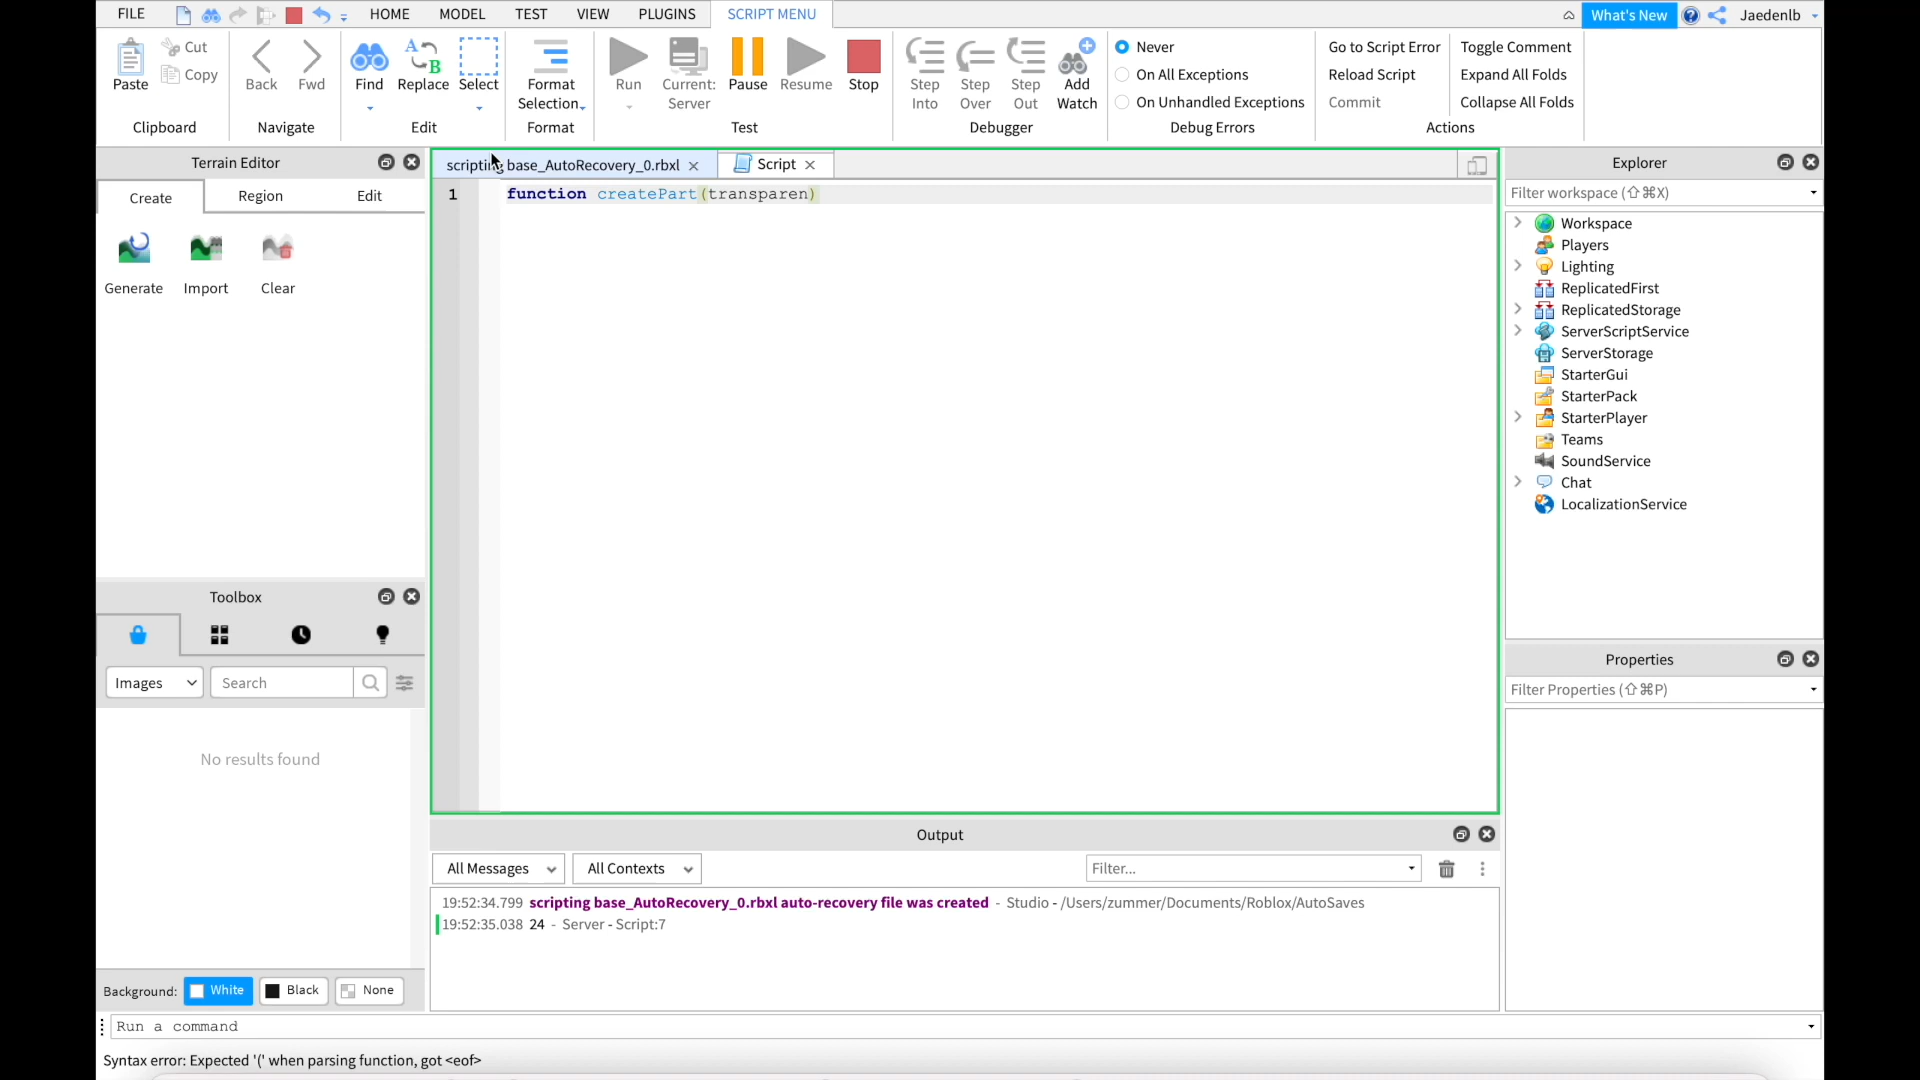 FILE HOME MODEL TEST VIEW PLUGINS SCRIPT MENU What's New Jaedenlb
Paste Cut Copy Clipboard
Back Fwd Navigate
Find Replace Select Edit
Format Selection Format
Run Current: Server Pause Resume Stop Test
Step Into Step Over Step Out Add Watch Debugger
Never
On All Exceptions
On Unhandled Exceptions
Debug Errors
Go to Script Error Toggle Comment
Reload Script Expand All Folds
Commit Collapse All Folds
Actions
Terrain Editor
Create Region Edit
Generate Import Clear
scripting base_AutoRecovery_0.rbxl Script
1 function createPart(transparen)
Explorer
Filter workspace (⇧⌘X)
Workspace
Players
Lighting
ReplicatedFirst
ReplicatedStorage
ServerScriptService
ServerStorage
StarterGui
StarterPack
StarterPlayer
Teams
SoundService
Chat
LocalizationService
Toolbox
Images Search
No results found
Background: White Black None
Properties
Filter Properties (⇧⌘P)
Output
All Messages All Contexts Filter...
19:52:34.799 scripting base_AutoRecovery_0.rbxl auto-recovery file was created - Studio - /Users/zummer/Documents/Roblox/AutoSaves
19:52:35.038 24 - Server - Script:7
Run a command
Syntax error: Expected '(' when parsing function, got <eof>